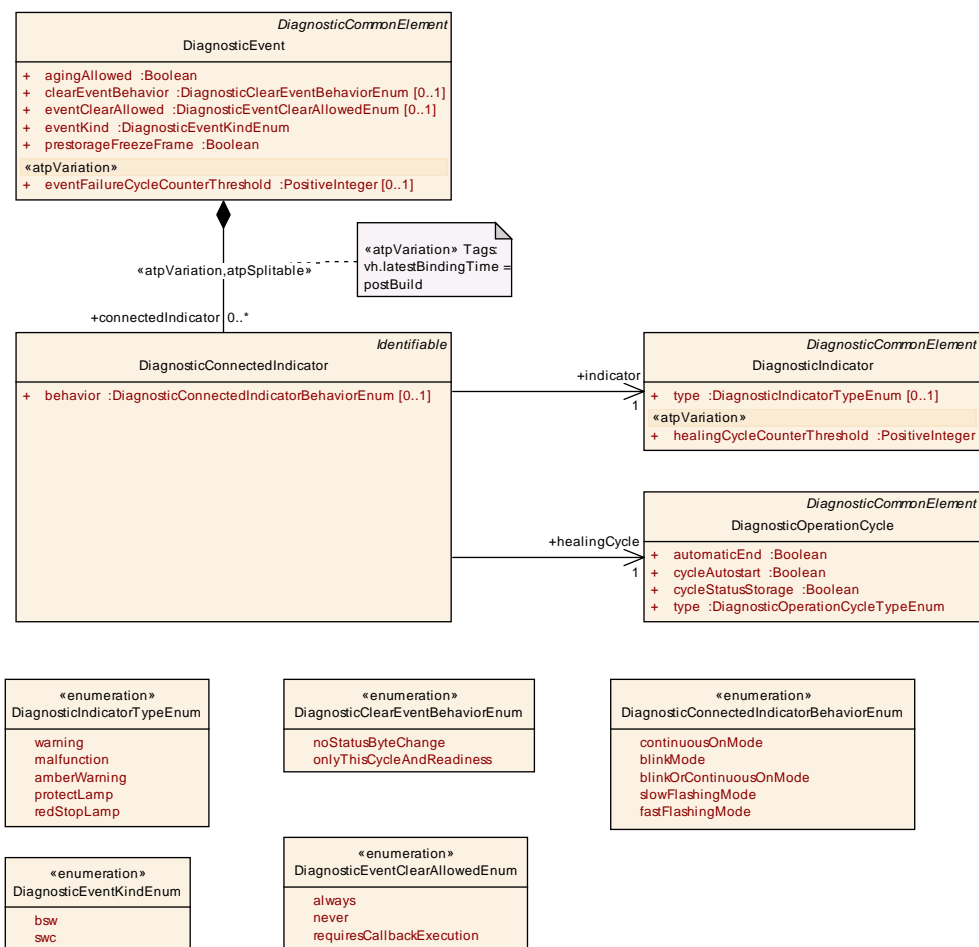 DiagnosticCommonElement
DiagnosticEvent
+ agingAllowed :Boolean
+ clearEventBehavior :DiagnosticClearEventBehaviorEnum [0..1]
+ eventClearAllowed :DiagnosticEventClearAllowedEnum [0..1]
+ eventKind :DiagnosticEventKindEnum
+ prestorageFreezeFrame :Boolean
«atpVariation»
+ eventFailureCycleCounterThreshold :PositiveInteger [0..1]
«atpVariation,atpSplitable»
«atpVariation» Tags:
vh.latestBindingTime =
postBuild
+connectedIndicator 0..*
Identifiable
DiagnosticConnectedIndicator
+ behavior :DiagnosticConnectedIndicatorBehaviorEnum [0..1]
+indicator
1
DiagnosticCommonElement
DiagnosticIndicator
+ type :DiagnosticIndicatorTypeEnum [0..1]
«atpVariation»
+ healingCycleCounterThreshold :PositiveInteger
+healingCycle
1
DiagnosticCommonElement
DiagnosticOperationCycle
+ automaticEnd :Boolean
+ cycleAutostart :Boolean
+ cycleStatusStorage :Boolean
+ type :DiagnosticOperationCycleTypeEnum
«enumeration»
DiagnosticIndicatorTypeEnum
warning
malfunction
amberWarning
protectLamp
redStopLamp
«enumeration»
DiagnosticClearEventBehaviorEnum
noStatusByteChange
onlyThisCycleAndReadiness
«enumeration»
DiagnosticConnectedIndicatorBehaviorEnum
continuousOnMode
blinkMode
blinkOrContinuousOnMode
slowFlashingMode
fastFlashingMode
«enumeration»
DiagnosticEventKindEnum
bsw
swc
«enumeration»
DiagnosticEventClearAllowedEnum
always
never
requiresCallbackExecution